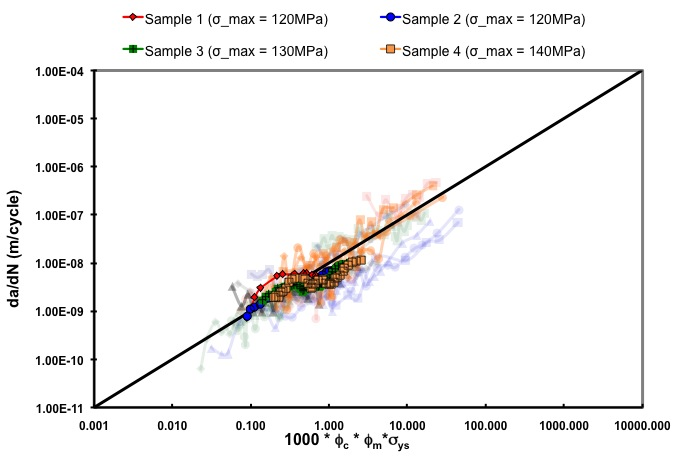 Sample 1 (σ_max = 120MPa) Sample 2 (σ_max = 120MPa)
Sample 3 (σ_max = 130MPa) Sample 4 (σ_max = 140MPa)
1.00E-04
1.00E-05
1.00E-06
1.00E-07
1.00E-08
1.00E-09
1.00E-10
1.00E-11
da/dN (m/cycle)
0.001 0.010 0.100 1.000 10.000 100.000 1000.000 10000.000
1000 * ϕc * ϕm*σys